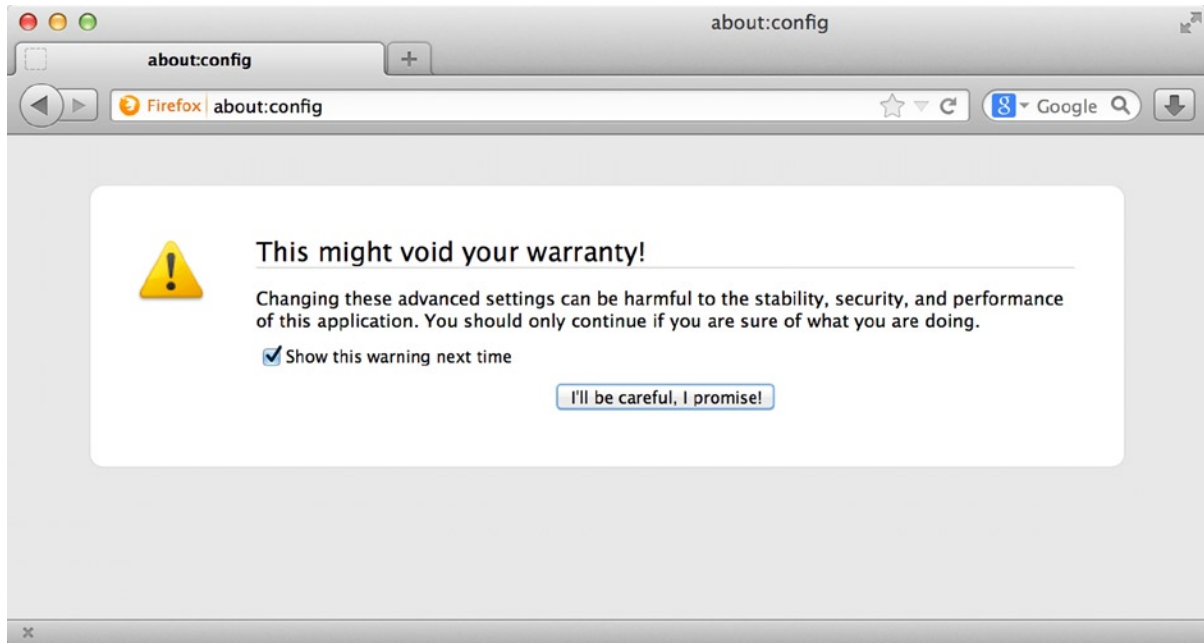 about:config
about:config
Firefox about:config
8 Google
This might void your warranty!
Changing these advanced settings can be harmful to the stability, security, and performance
of this application. You should only continue if you are sure of what you are doing.
Show this warning next time
I'll be careful, I promise!